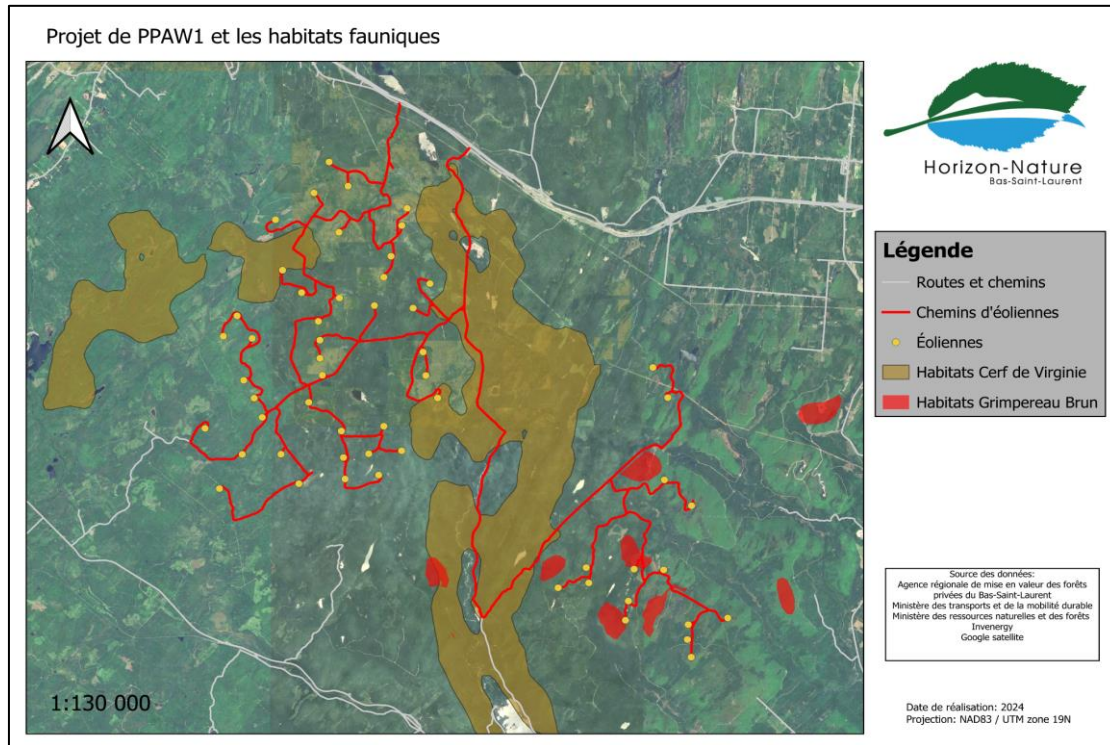 Projet de PPAW1 et les habitats fauniques
Horizon-Nature
Bas-Saint-Laurent
Légende
Routes et chemins
Chemins d'éoliennes
Éoliennes
Habitats Cerf de Virginie
Habitats Grimpereau Brun
Source des données:
Agence régionale de mise en valeur des forêts
privées du Bas-Saint-Laurent
Ministère des transports et de la mobilité durable
Ministère des ressources naturelles et des forêts
Invenergy
Google satellite
1:130 000
Date de réalisation: 2024
Projection: NAD83 / UTM zone 19N